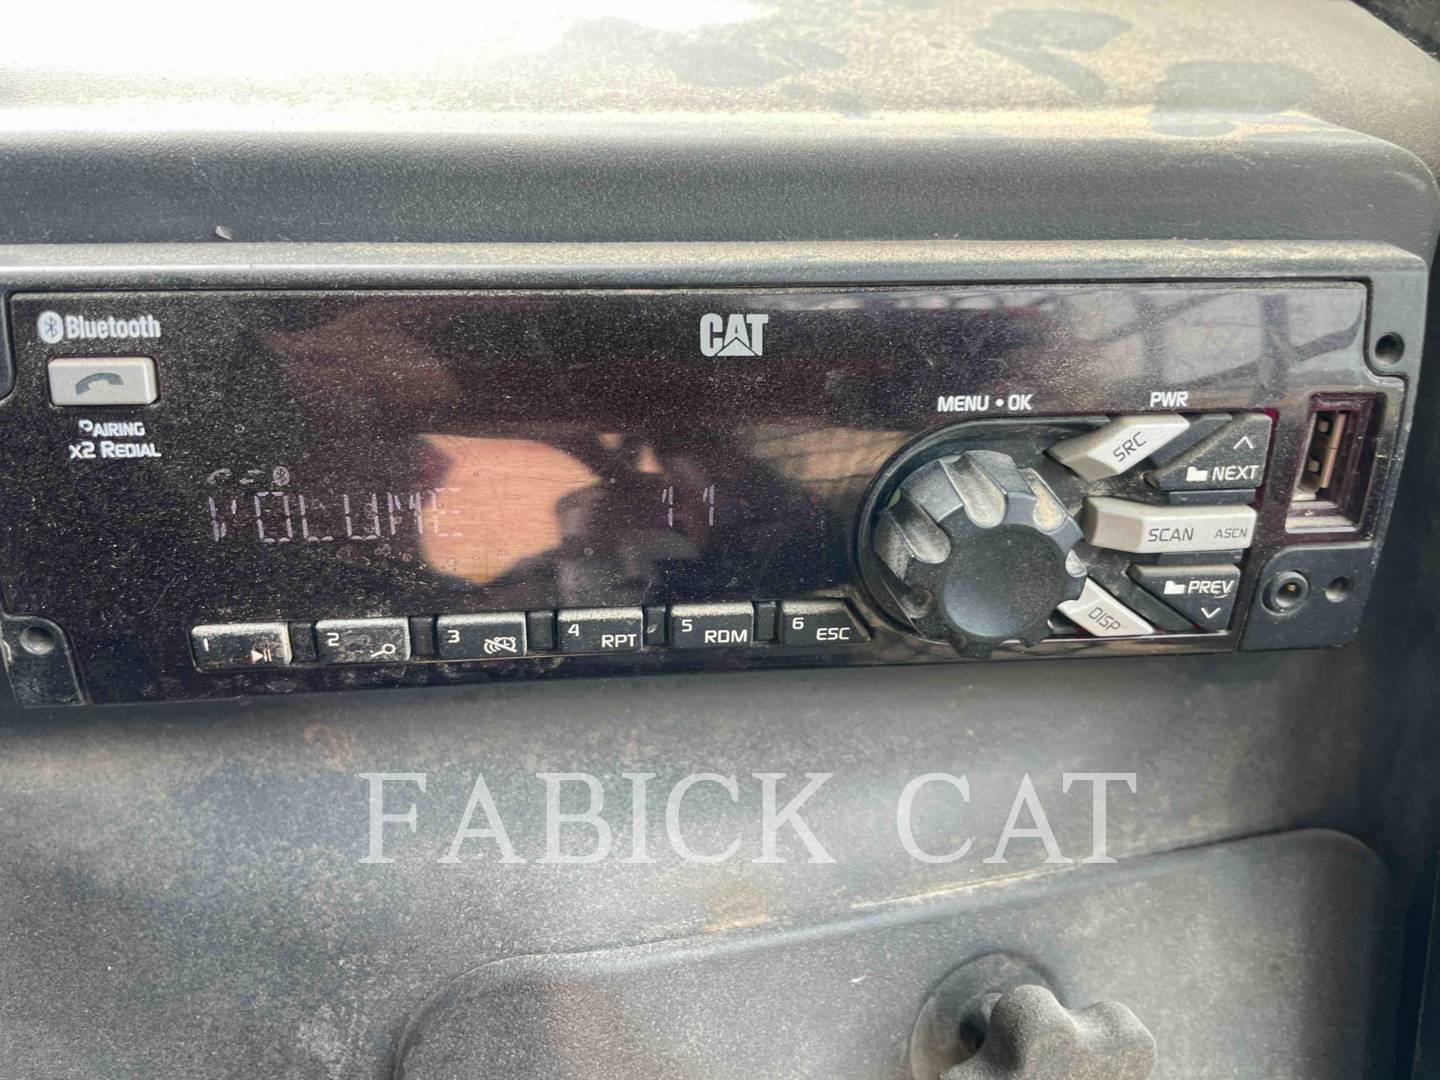 Bluetooth
CAT
MENU • OK
PWR
PAIRING
X2 REDIAL
SRC
NEXT
VOLUME 11
SCAN ASCN
PREV
DISP
1
2
3
4 RPT
5 RDM
6 ESC
FABICK CAT